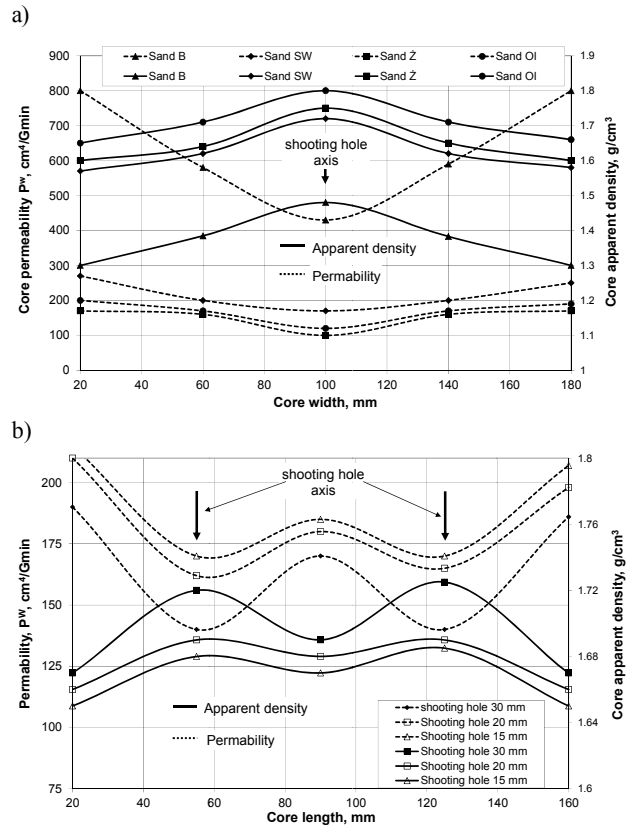 a)
Sand B Sand SW Sand Ż Sand Ol
Sand B Sand SW Sand Ż Sand Ol
900
800
700
600
500
400
300
200
100
0
1.9
1.8
1.7
1.6
1.5
1.4
1.3
1.2
1.1
1
Core permeability Pʷ, cm⁴/Gmin
Core apparent density, g/cm³
shooting hole
axis
Apparent density
Permability
20 40 60 80 100 120 140 160 180
Core width, mm
b)
200
175
150
125
100
75
1.8
1.76
1.72
1.68
1.64
1.6
Permability, Pᵂ, cm⁴/Gmin
Core apparent density, g/cm³
shooting hole
axis
Apparent density
Permability
shooting hole 30 mm
Shooting hole 20 mm
Shooting hole 15 mm
Shooting hole 30 mm
Shooting hole 20 mm
Shooting hole 15 mm
20 40 60 80 100 120 140 160
Core length, mm